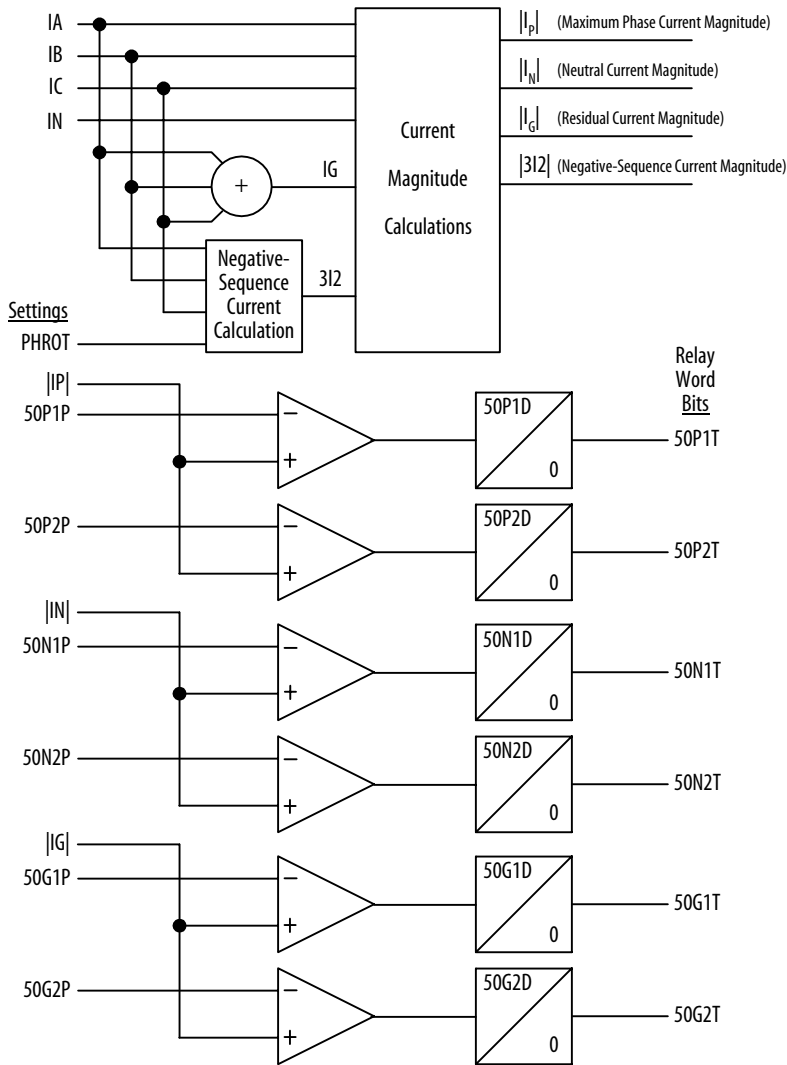 IA
IB
IC
IN
+
IG
Negative-
Sequence
Current
Calculation
3I2
Settings
PHROT
Current
Magnitude
Calculations
|IP| (Maximum Phase Current Magnitude)
|IN| (Neutral Current Magnitude)
|IG| (Residual Current Magnitude)
|3I2| (Negative-Sequence Current Magnitude)
Relay
Word
Bits
|IP|
50P1P
−
+
50P1D
0
50P1T
50P2P
−
+
50P2D
0
50P2T
|IN|
50N1P
−
+
50N1D
0
50N1T
50N2P
−
+
50N2D
0
50N2T
|IG|
50G1P
−
+
50G1D
0
50G1T
50G2P
−
+
50G2D
0
50G2T